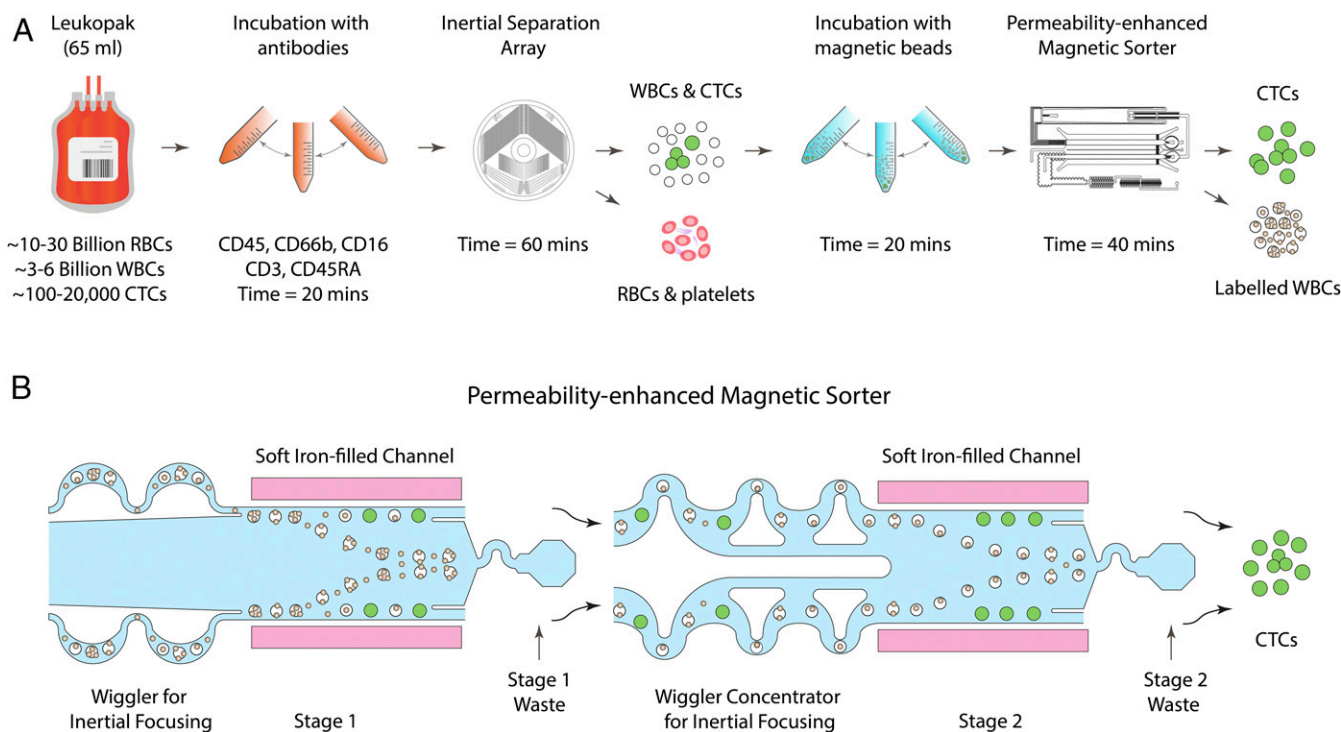 A
Leukopak
(65 ml)
Incubation with
antibodies
Inertial Separation
Array
Incubation with
magnetic beads
Permeability-enhanced
Magnetic Sorter
WBCs & CTCs
CTCs
~10-30 Billion RBCs
~3-6 Billion WBCs
~100-20,000 CTCs
CD45, CD66b, CD16
CD3, CD45RA
Time = 20 mins
Time = 60 mins
RBCs & platelets
Time = 20 mins
Time = 40 mins
Labelled WBCs
B
Permeability-enhanced Magnetic Sorter
Soft Iron-filled Channel
Soft Iron-filled Channel
Wiggler for
Inertial Focusing
Stage 1
Stage 1
Waste
Wiggler Concentrator
for Inertial Focusing
Stage 2
Stage 2
Waste
CTCs